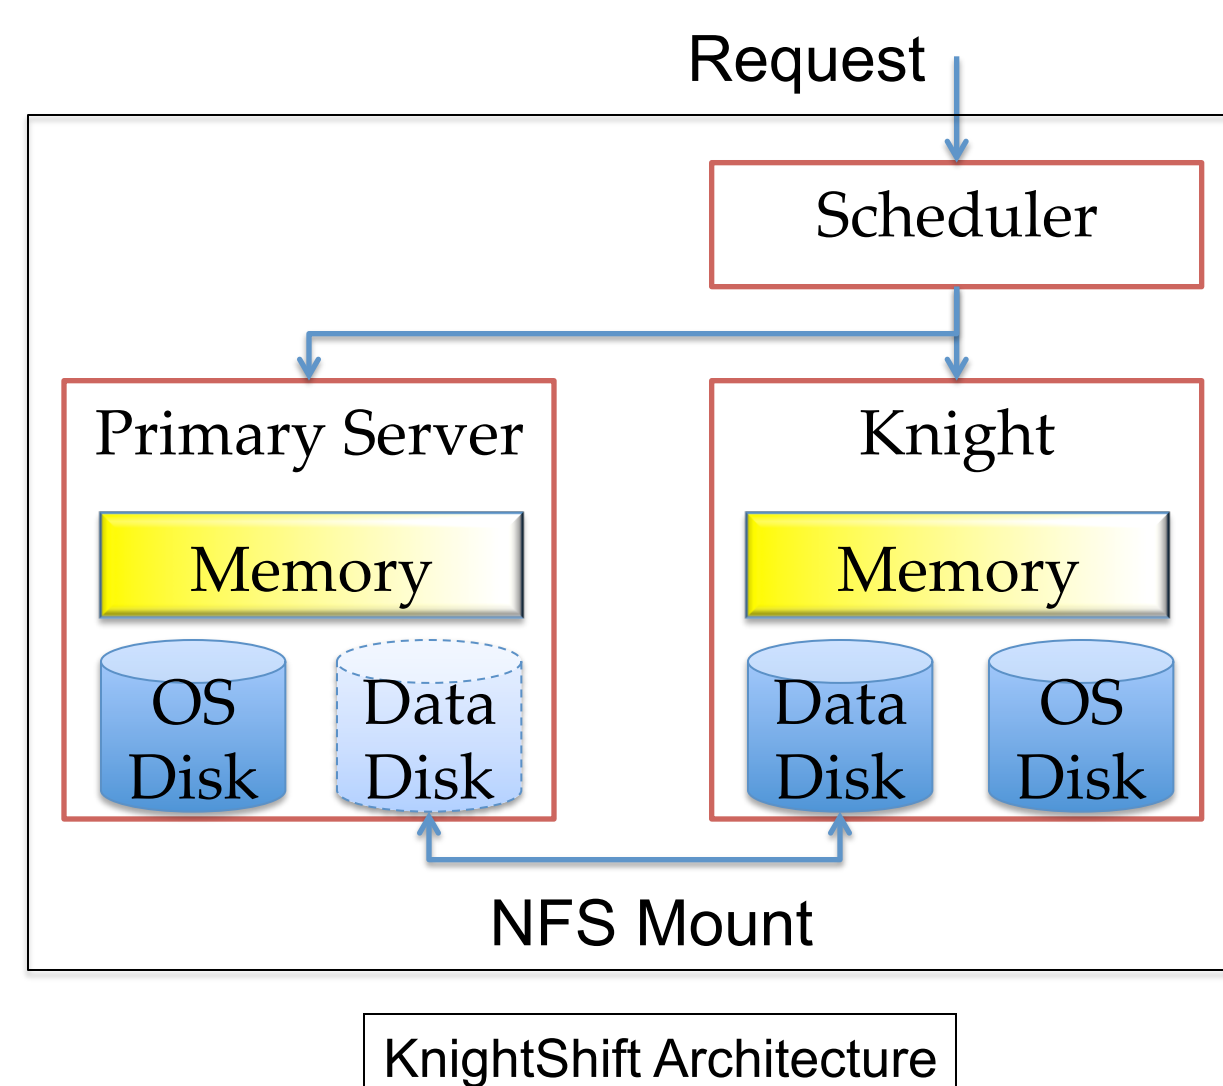 Request
Scheduler
Primary Server
Knight
Memory
Memory
OS
Disk
Data
Disk
Data
Disk
OS
Disk
NFS Mount
KnightShift Architecture